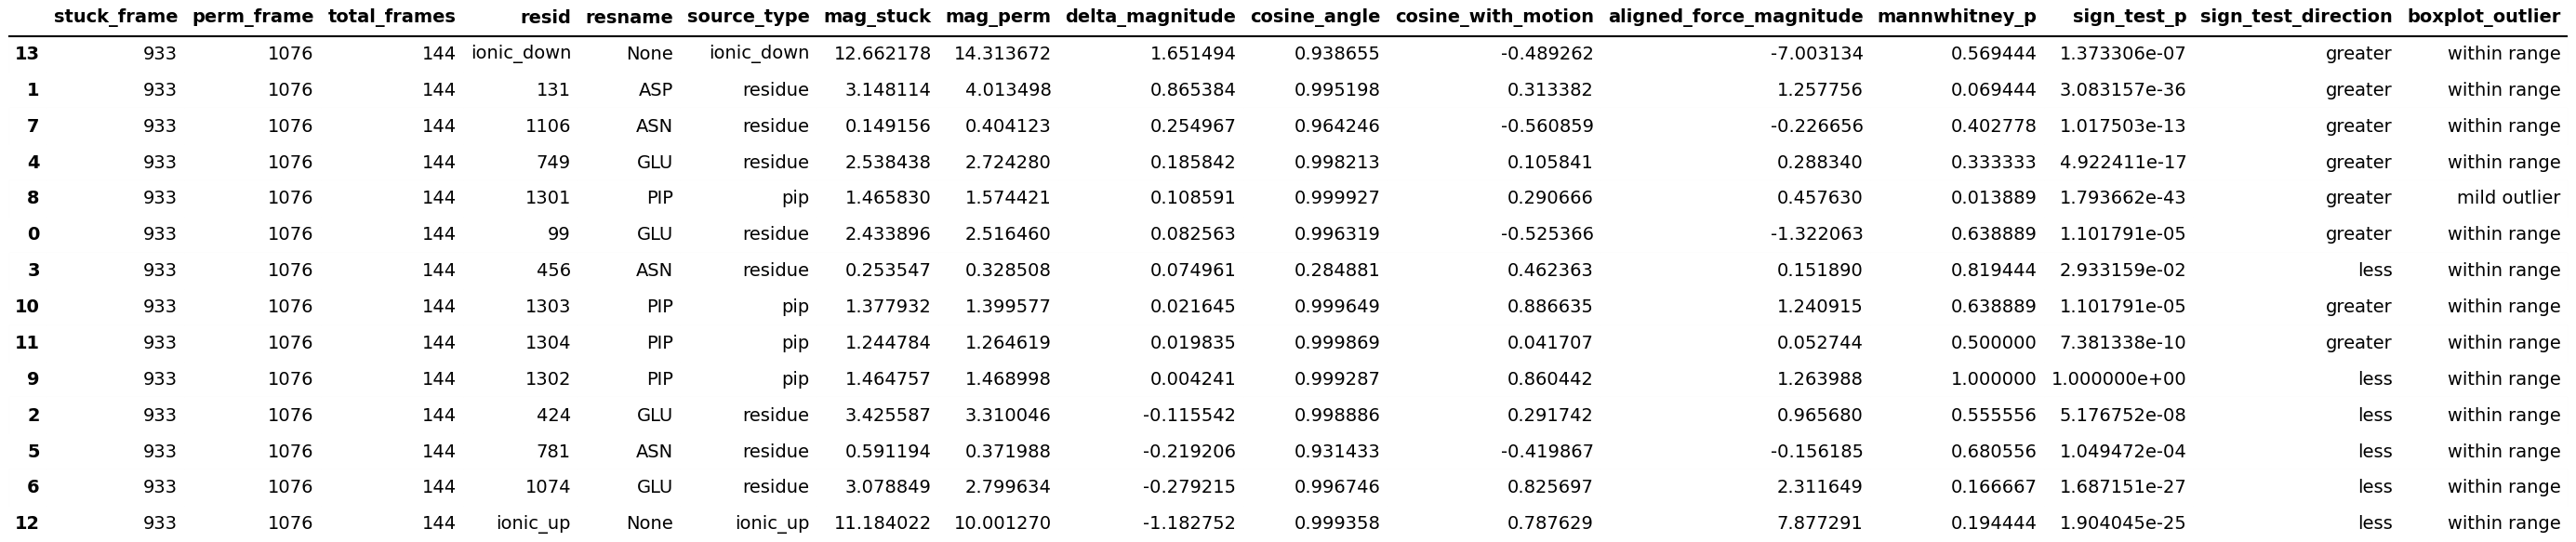 stuck_frame perm_frame total_frames resid resname source_type mag_stuck mag_perm delta_magnitude cosine_angle cosine_with_motion aligned_force_magnitude mannwhitney_p sign_test_p sign_test_direction boxplot_outlier
13 933 1076 144 ionic_down None ionic_down 12.662178 14.313672 1.651494 0.938655 -0.489262 -7.003134 0.569444 1.373306e-07 greater within range
1 933 1076 144 131 ASP residue 3.148114 4.013498 0.865384 0.995198 0.313382 1.257756 0.069444 3.083157e-36 greater within range
7 933 1076 144 1106 ASN residue 0.149156 0.404123 0.254967 0.964246 -0.560859 -0.226656 0.402778 1.017503e-13 greater within range
4 933 1076 144 749 GLU residue 2.538438 2.724280 0.185842 0.998213 0.105841 0.288340 0.333333 4.922411e-17 greater within range
8 933 1076 144 1301 PIP pip 1.465830 1.574421 0.108591 0.999927 0.290666 0.457630 0.013889 1.793662e-43 greater mild outlier
0 933 1076 144 99 GLU residue 2.433896 2.516460 0.082563 0.996319 -0.525366 -1.322063 0.638889 1.101791e-05 greater within range
3 933 1076 144 456 ASN residue 0.253547 0.328508 0.074961 0.284881 0.462363 0.151890 0.819444 2.933159e-02 less within range
10 933 1076 144 1303 PIP pip 1.377932 1.399577 0.021645 0.999649 0.886635 1.240915 0.638889 1.101791e-05 greater within range
11 933 1076 144 1304 PIP pip 1.244784 1.264619 0.019835 0.999869 0.041707 0.052744 0.500000 7.381338e-10 greater within range
9 933 1076 144 1302 PIP pip 1.464757 1.468998 0.004241 0.999287 0.860442 1.263988 1.000000 1.000000e+00 less within range
2 933 1076 144 424 GLU residue 3.425587 3.310046 -0.115542 0.998886 0.291742 0.965680 0.555556 5.176752e-08 less within range
5 933 1076 144 781 ASN residue 0.591194 0.371988 -0.219206 0.931433 -0.419867 -0.156185 0.680556 1.049472e-04 less within range
6 933 1076 144 1074 GLU residue 3.078849 2.799634 -0.279215 0.996746 0.825697 2.311649 0.166667 1.687151e-27 less within range
12 933 1076 144 ionic_up None ionic_up 11.184022 10.001270 -1.182752 0.999358 0.787629 7.877291 0.194444 1.904045e-25 less within range